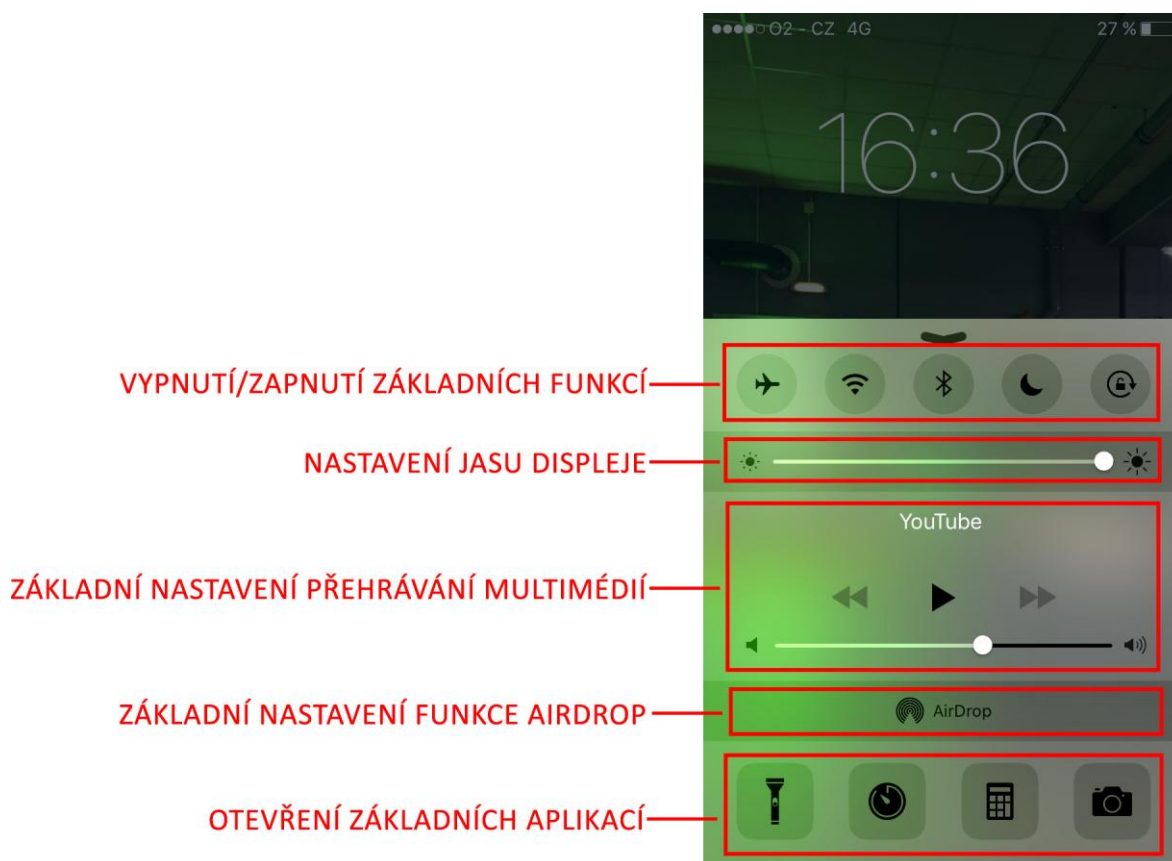 ●●●●○ O2 - CZ 4G 27 %
16:36
VYPNUTÍ/ZAPNUTÍ ZÁKLADNÍCH FUNKCÍ
NASTAVENÍ JASU DISPLEJE
YouTube
ZÁKLADNÍ NASTAVENÍ PŘEHRÁVÁNÍ MULTIMÉDIÍ
ZÁKLADNÍ NASTAVENÍ FUNKCE AIRDROP
AirDrop
OTEVŘENÍ ZÁKLADNÍCH APLIKACÍ